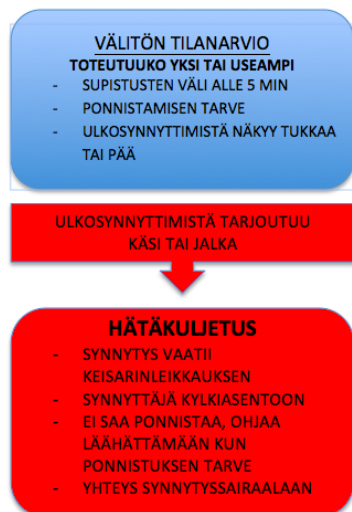 VÄLITÖN TILANARVIO
TOTEUTUUKO YKSI TAI USEAMPI
- SUPISTUSTEN VÄLI ALLE 5 MIN
- PONNISTAMISEN TARVE
- ULKOSYNNYTTIMISTÄ NÄKYY TUKKAA
TAI PÄÄ
ULKOSYNNYTTIMISTÄ TARJOUTUU
KÄSI TAI JALKA
HÄTÄKULJETUS
- SYNNYTYS VAATII
KEISARINLEIKKAUKSEN
- SYNNYTTÄJÄ KYLKIASENTOON
- EI SAA PONNISTAA, OHJAA
LÄÄHÄTTÄMÄÄN KUN
PONNISTUKSEN TARVE
- YHTEYS SYNNYTYSSAIRAALAAN